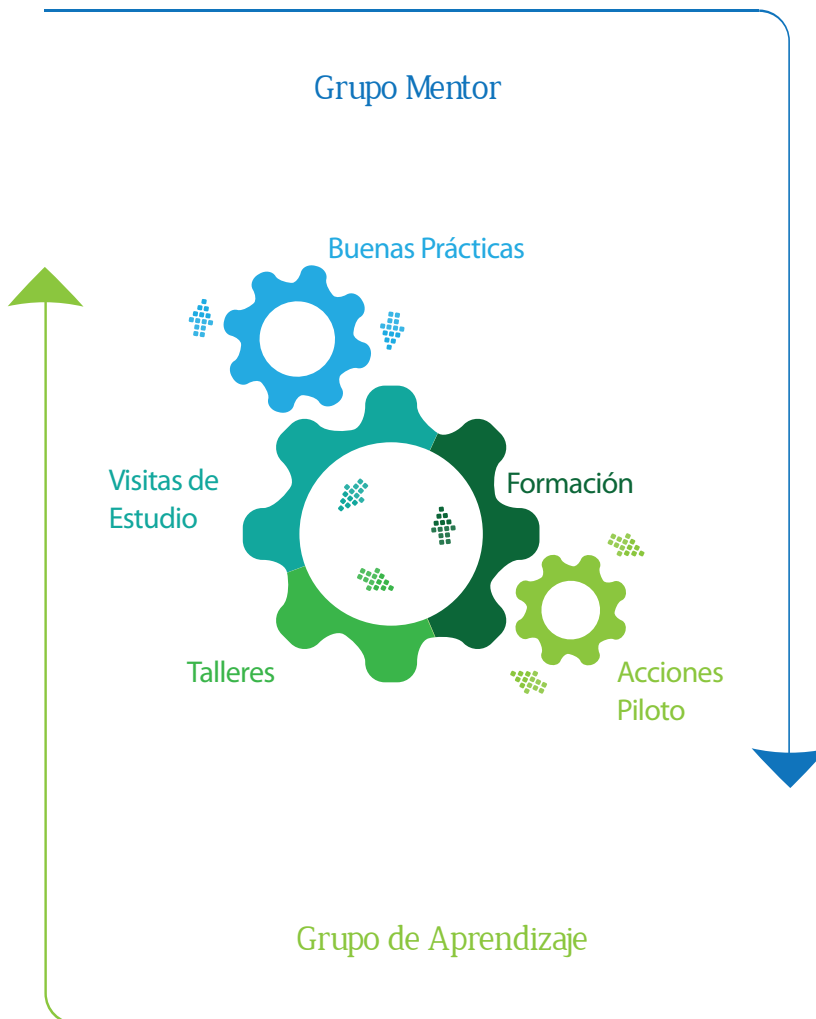 Grupo Mentor
Buenas Prácticas
Visitas de
Estudio
Formación
Talleres
Acciones
Piloto
Grupo de Aprendizaje